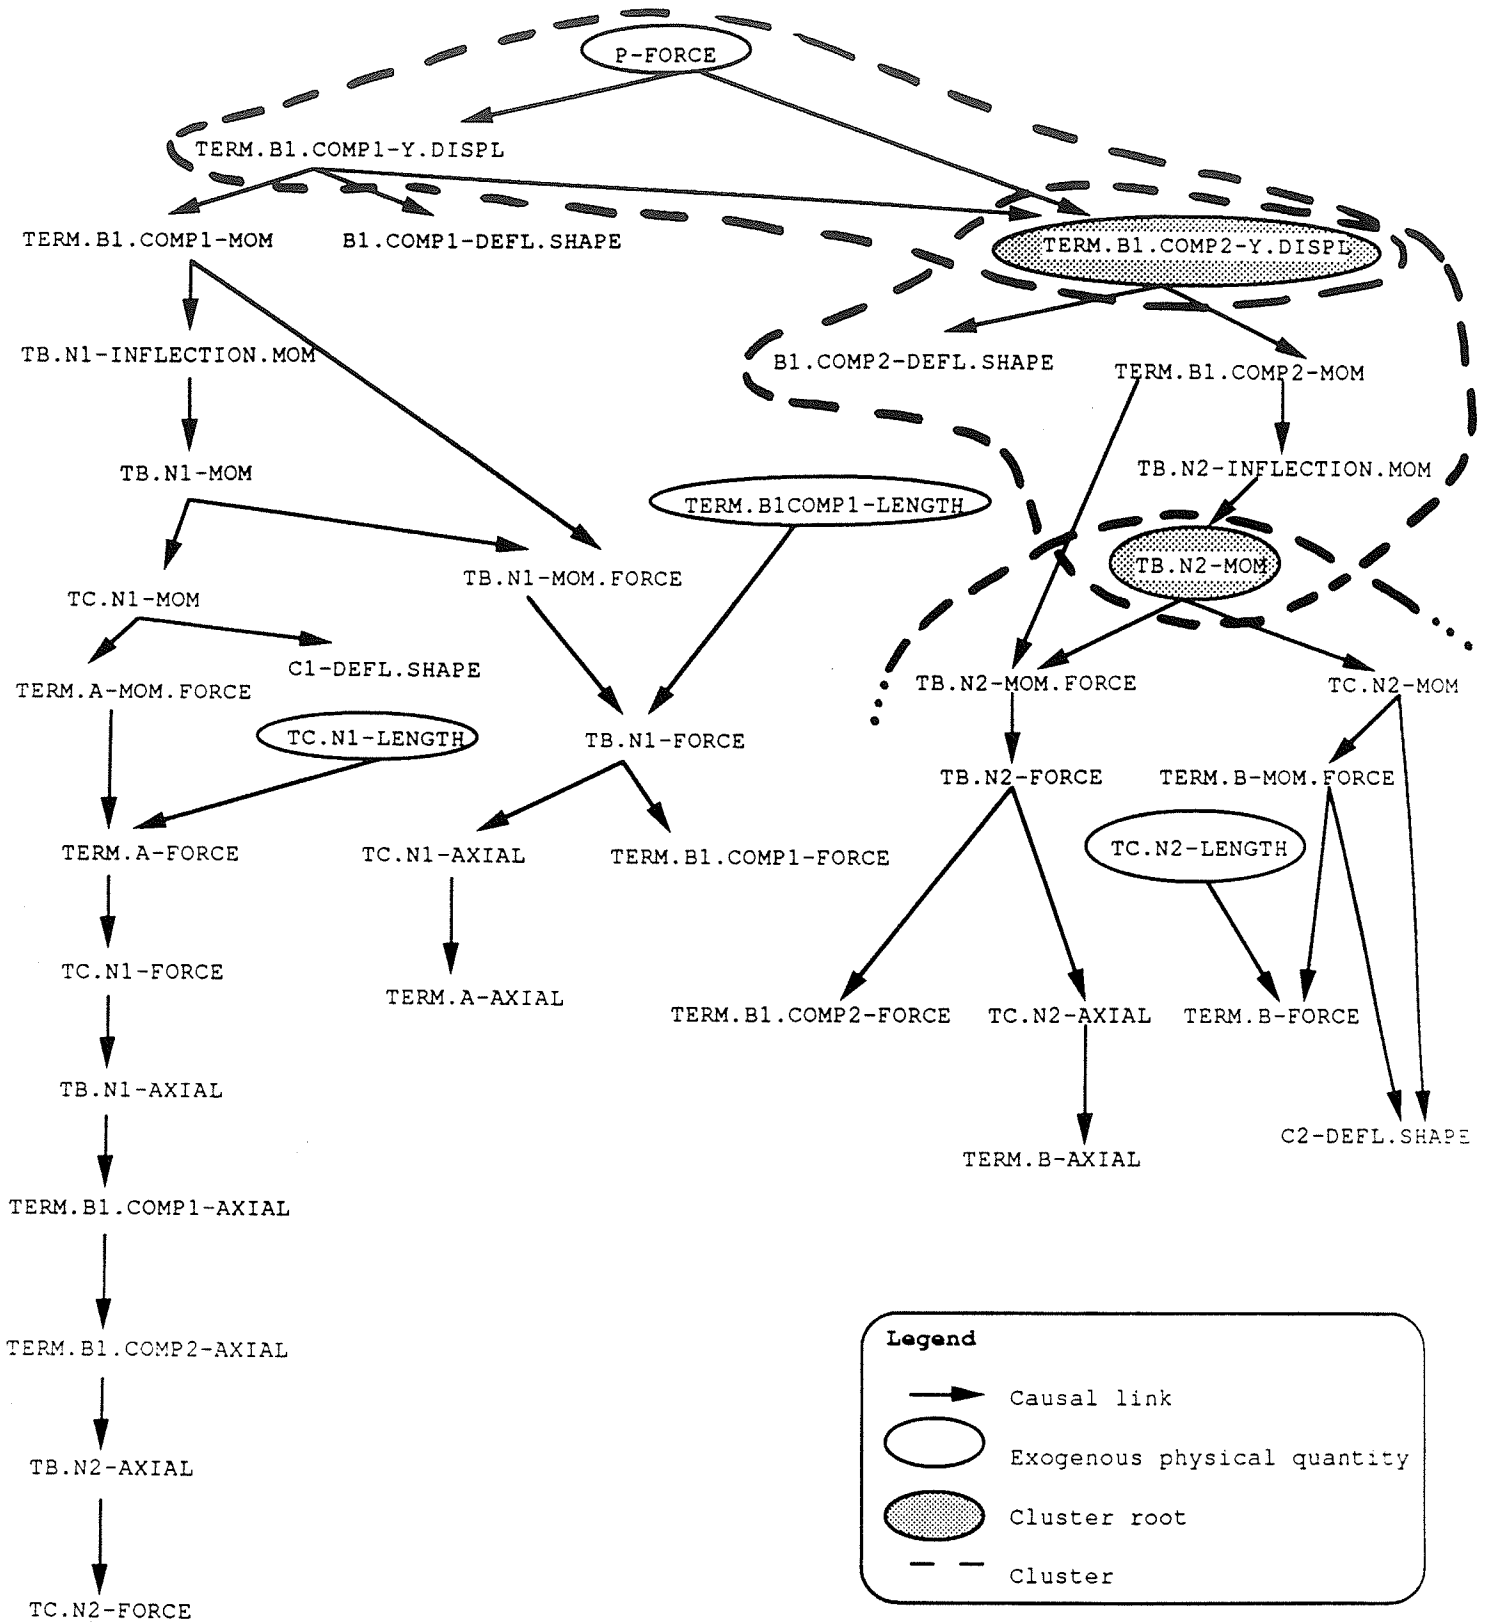 P-FORCE
TERM.B1.COMP1-Y.DISPL
TERM.B1.COMP1-MOM
B1.COMP1-DEFL.SHAPE
TERM.B1.COMP2-Y.DISPL
TB.N1-INFLECTION.MOM
B1.COMP2-DEFL.SHAPE
TERM.B1.COMP2-MOM
TB.N1-MOM
TB.N2-INFLECTION.MOM
TERM.B1COMP1-LENGTH
TB.N2-MOM
TB.N1-MOM.FORCE
TC.N1-MOM
C1-DEFL.SHAPE
TERM.A-MOM.FORCE
TB.N2-MOM.FORCE
TC.N2-MOM
TC.N1-LENGTH
TB.N1-FORCE
TB.N2-FORCE
TERM.B-MOM.FORCE
TERM.A-FORCE
TC.N1-AXIAL
TERM.B1.COMP1-FORCE
TC.N2-LENGTH
TC.N1-FORCE
TERM.A-AXIAL
TERM.B1.COMP2-FORCE
TC.N2-AXIAL
TERM.B-FORCE
TB.N1-AXIAL
C2-DEFL.SHAPE
TERM.B-AXIAL
TERM.B1.COMP1-AXIAL
TERM.B1.COMP2-AXIAL
TB.N2-AXIAL
TC.N2-FORCE
Legend
Causal link
Exogenous physical quantity
Cluster root
Cluster